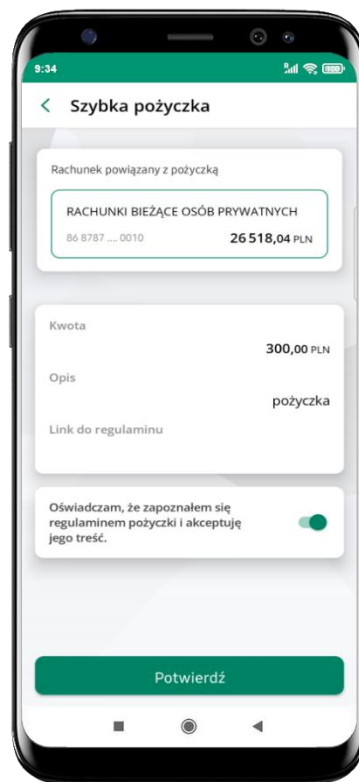 9:34
Szybka pożyczka
Rachunek powiązany z pożyczką
RACHUNKI BIEŻĄCE OSÓB PRYWATNYCH
86 8787 .... 0010 26 518,04 PLN
Kwota
300,00 PLN
Opis
pożyczka
Link do regulaminu
Oświadczam, że zapoznałem się
regulaminem pożyczki i akceptuję
jego treść.
Potwierdź